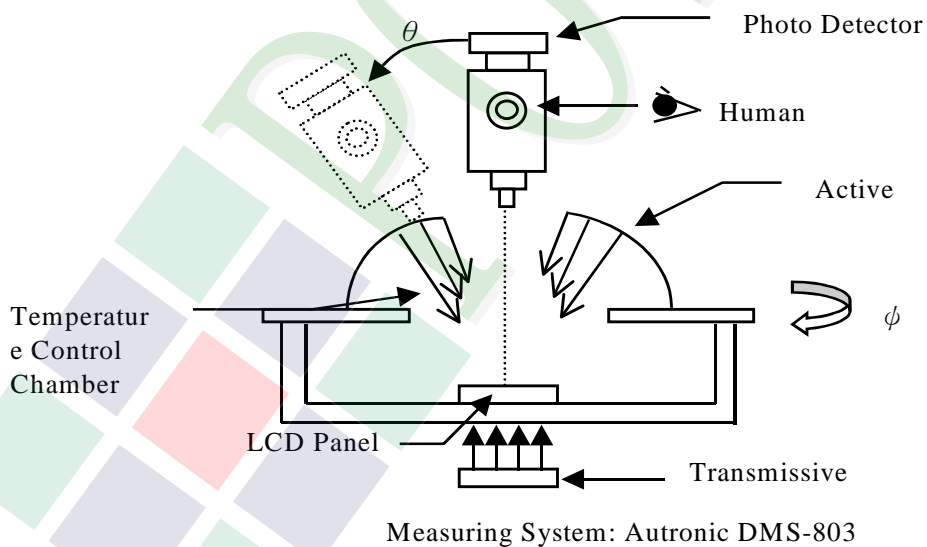 Photo Detector
θ
Human
Active
Temperatur
e Control
Chamber
ϕ
LCD Panel
Transmissive
Measuring System: Autronic DMS-803